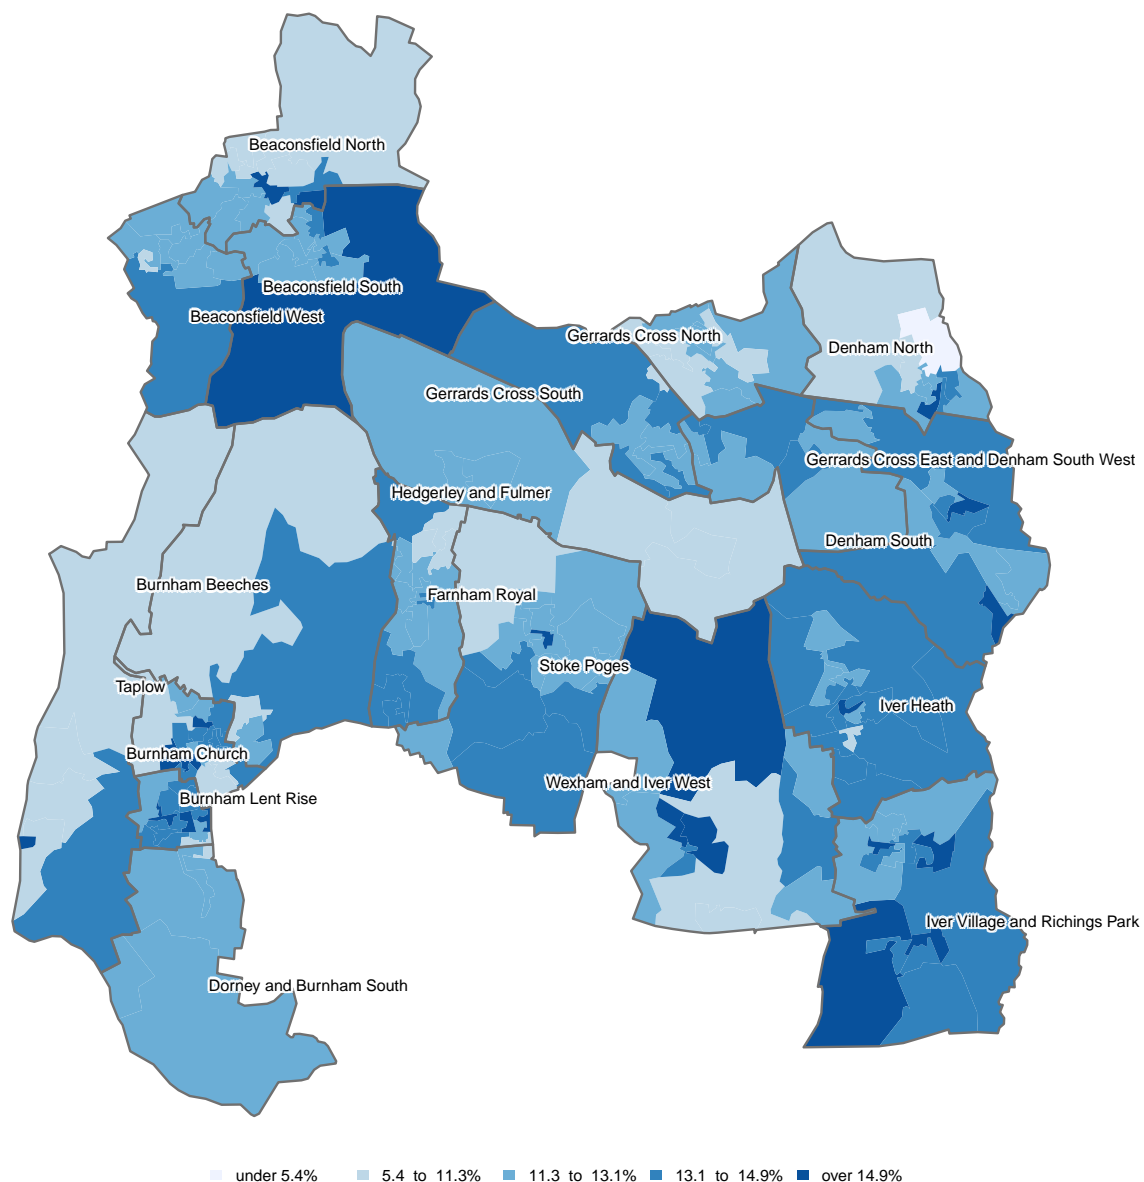 Beaconsfield North
Beaconsfield South
Beaconsfield West
Gerrards Cross North
Denham North
Gerrards Cross South
Gerrards Cross East and Denham South West
Hedgerley and Fulmer
Denham South
Burnham Beeches
Farnham Royal
Stoke Poges
Taplow
Iver Heath
Burnham Church
Wexham and Iver West
Burnham Lent Rise
Iver Village and Richings Park
Dorney and Burnham South
under 5.4% 5.4 to 11.3% 11.3 to 13.1% 13.1 to 14.9% over 14.9%